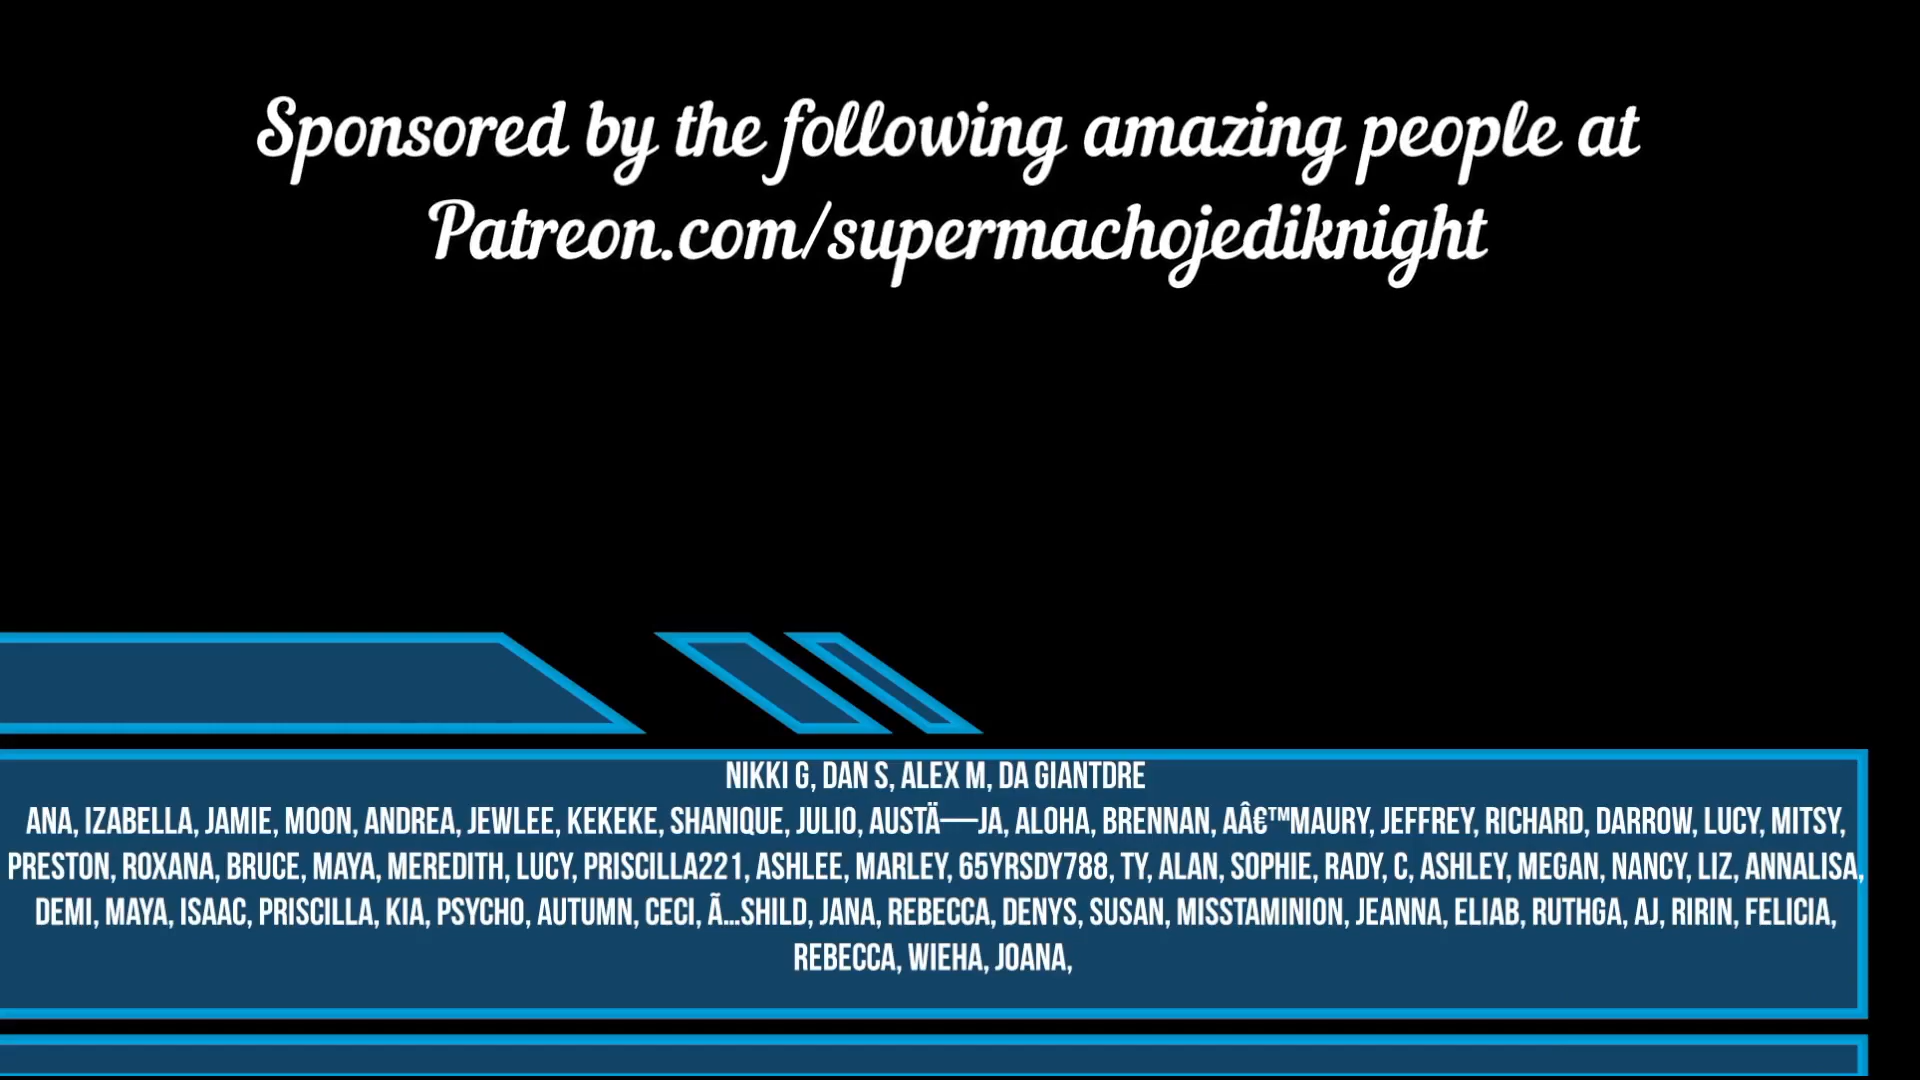 Sponsored by the following amazing people at
Patreon.com/supermachojediknight
NIKKI G, DAN S, ALEX M, DA GIANTDRE
ANA, IZABELLA, JAMIE, MOON, ANDREA, JEWLEE, KEKEKE, SHANIQUE, JULIO, AUSTÄ—JA, ALOHA, BRENNAN, AÂ€™MAURY, JEFFREY, RICHARD, DARROW, LUCY, MITSY,
PRESTON, ROXANA, BRUCE, MAYA, MEREDITH, LUCY, PRISCILLA221, ASHLEE, MARLEY, 65YRSDY788, TY, ALAN, SOPHIE, RADY, C, ASHLEY, MEGAN, NANCY, LIZ, ANNALISA,
DEMI, MAYA, ISAAC, PRISCILLA, KIA, PSYCHO, AUTUMN, CECI, Ã…SHILD, JANA, REBECCA, DENYS, SUSAN, MISSTAMINION, JEANNA, ELIAB, RUTHGA, AJ, RIRIN, FELICIA,
REBECCA, WIEHA, JOANA,